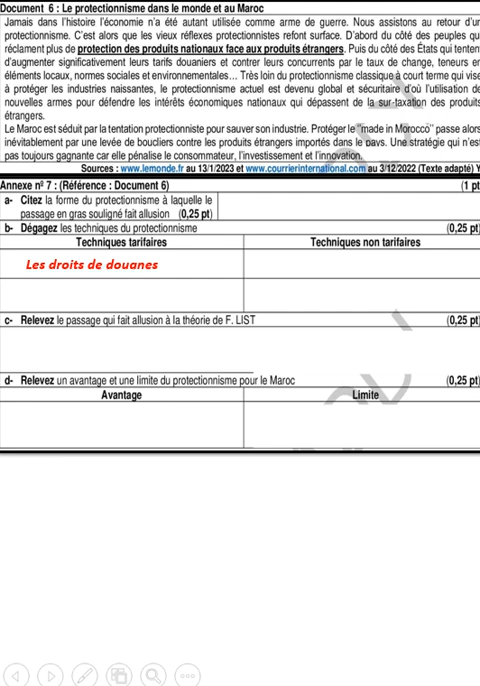 Document 6 : Le protectionnisme dans le monde et au Maroc
Jamais dans l'histoire l'économie n'a été autant utilisée comme arme de guerre. Nous assistons au retour d'un
protectionnisme. C'est alors que les vieux réflexes protectionnistes refont surface. D'abord du côté des peuples qui
réclament plus de protection des produits nationaux face aux produits étrangers. Puis du côté des États qui tentent
d'augmenter significativement leurs tarifs douaniers et contrer leurs concurrents par le taux de change, teneurs en
éléments locaux, normes sociales et environnementales... Très loin du protectionnisme classique à court terme qui vise
à protéger les industries naissantes, le protectionnisme actuel est devenu global et sécuritaire d'où l'utilisation de
nouvelles armes pour défendre les intérêts économiques nationaux qui dépassent de la sur-taxation des produits
étrangers.
Le Maroc est séduit par la tentation protectionniste pour sauver son industrie. Protéger le "made in Morocco" passe alors
inévitablement par une levée de boucliers contre les produits étrangers importés dans le pays. Une stratégie qui n'est
pas toujours gagnante car elle pénalise le consommateur, l'investissement et l'innovation.
Sources : www.lemonde.fr au 13/1/2023 et www.courrierinternational.com au 3/12/2022 (Texte adapté) Y
Annexe nº 7 : (Référence : Document 6) (1 pt
a- Citez la forme du protectionnisme à laquelle le
passage en gras souligné fait allusion (0,25 pt)
b- Dégagez les techniques du protectionnisme (0,25 pt
Techniques tarifaires Techniques non tarifaires
Les droits de douanes
c- Relevez le passage qui fait allusion à la théorie de F. LIST (0,25 pt
d- Relevez un avantage et une limite du protectionnisme pour le Maroc (0,25 pt
Avantage Limite